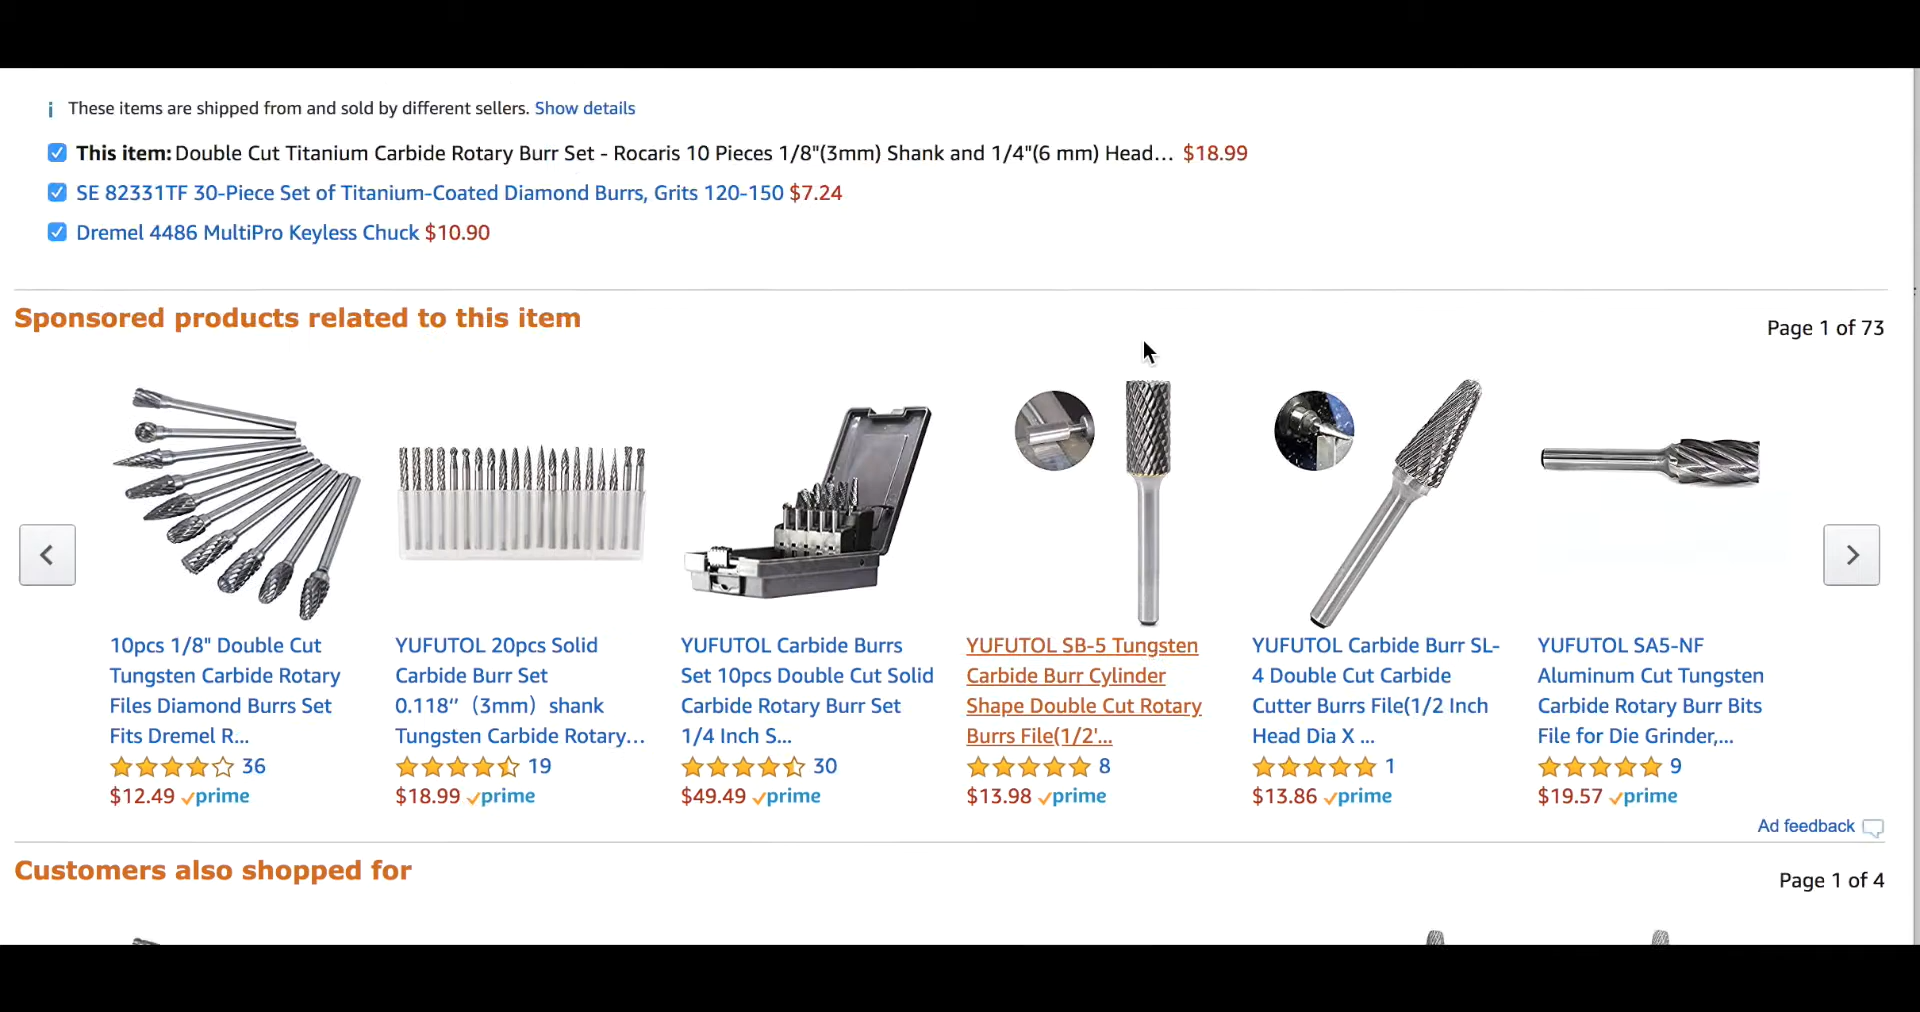 i These items are shipped from and sold by different sellers. Show details
This item: Double Cut Titanium Carbide Rotary Burr Set - Rocaris 10 Pieces 1/8"(3mm) Shank and 1/4"(6 mm) Head... $18.99
SE 82331TF 30-Piece Set of Titanium-Coated Diamond Burrs, Grits 120-150 $7.24
Dremel 4486 MultiPro Keyless Chuck $10.90
Sponsored products related to this item
Page 1 of 73
10pcs 1/8" Double Cut
Tungsten Carbide Rotary
Files Diamond Burrs Set
Fits Dremel R...
36
$12.49 prime
YUFUTOL 20pcs Solid
Carbide Burr Set
0.118“（3mm）shank
Tungsten Carbide Rotary...
19
$18.99 prime
YUFUTOL Carbide Burrs
Set 10pcs Double Cut Solid
Carbide Rotary Burr Set
1/4 Inch S...
30
$49.49 prime
YUFUTOL SB-5 Tungsten
Carbide Burr Cylinder
Shape Double Cut Rotary
Burrs File(1/2'...
8
$13.98 prime
YUFUTOL Carbide Burr SL-
4 Double Cut Carbide
Cutter Burrs File(1/2 Inch
Head Dia X ...
1
$13.86 prime
YUFUTOL SA5-NF
Aluminum Cut Tungsten
Carbide Rotary Burr Bits
File for Die Grinder,...
9
$19.57 prime
Ad feedback
Customers also shopped for
Page 1 of 4